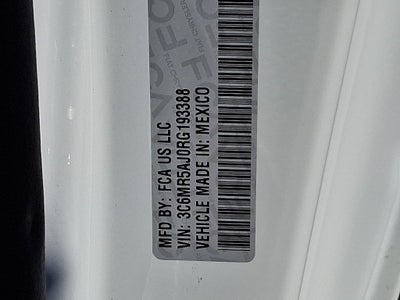 MFD BY: FCA US LLC
VIN: 3C6MR5AJ0RG193388
VEHICLE MADE IN: MEXICO